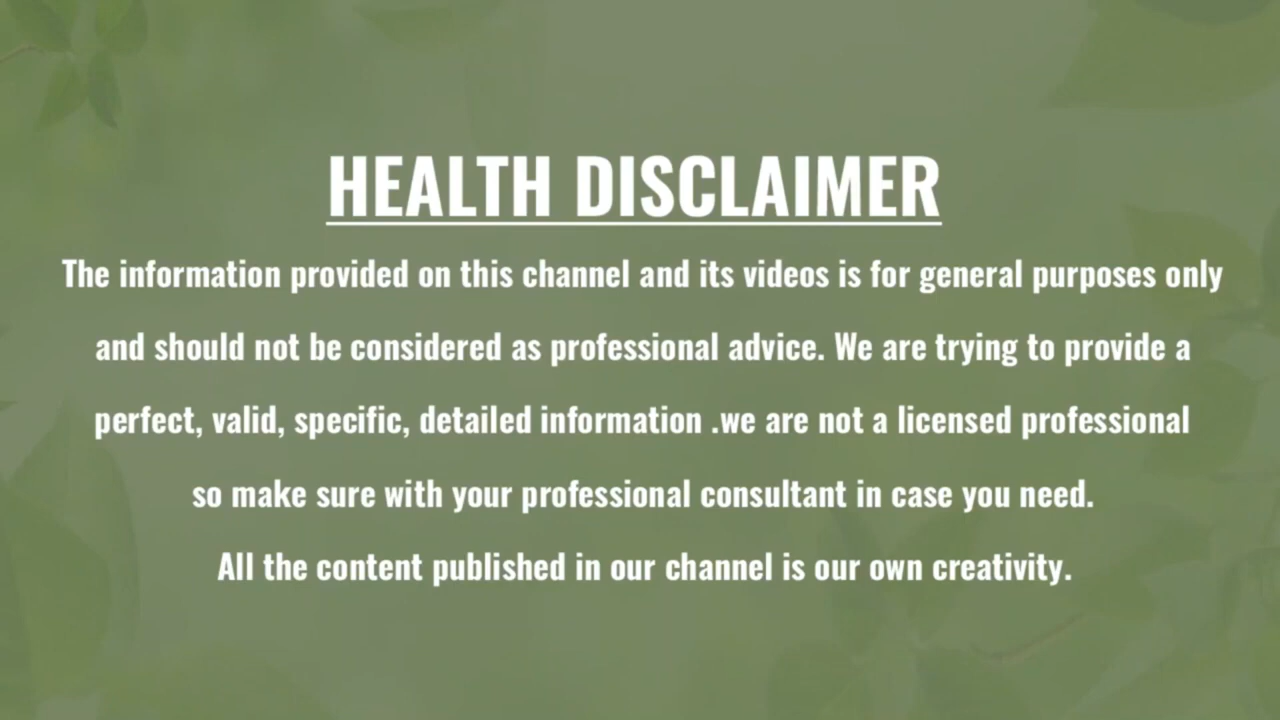 HEALTH DISCLAIMER
The information provided on this channel and its videos is for general purposes only
and should not be considered as professional advice. We are trying to provide a
perfect, valid, specific, detailed information .we are not a licensed professional
so make sure with your professional consultant in case you need.
All the content published in our channel is our own creativity.